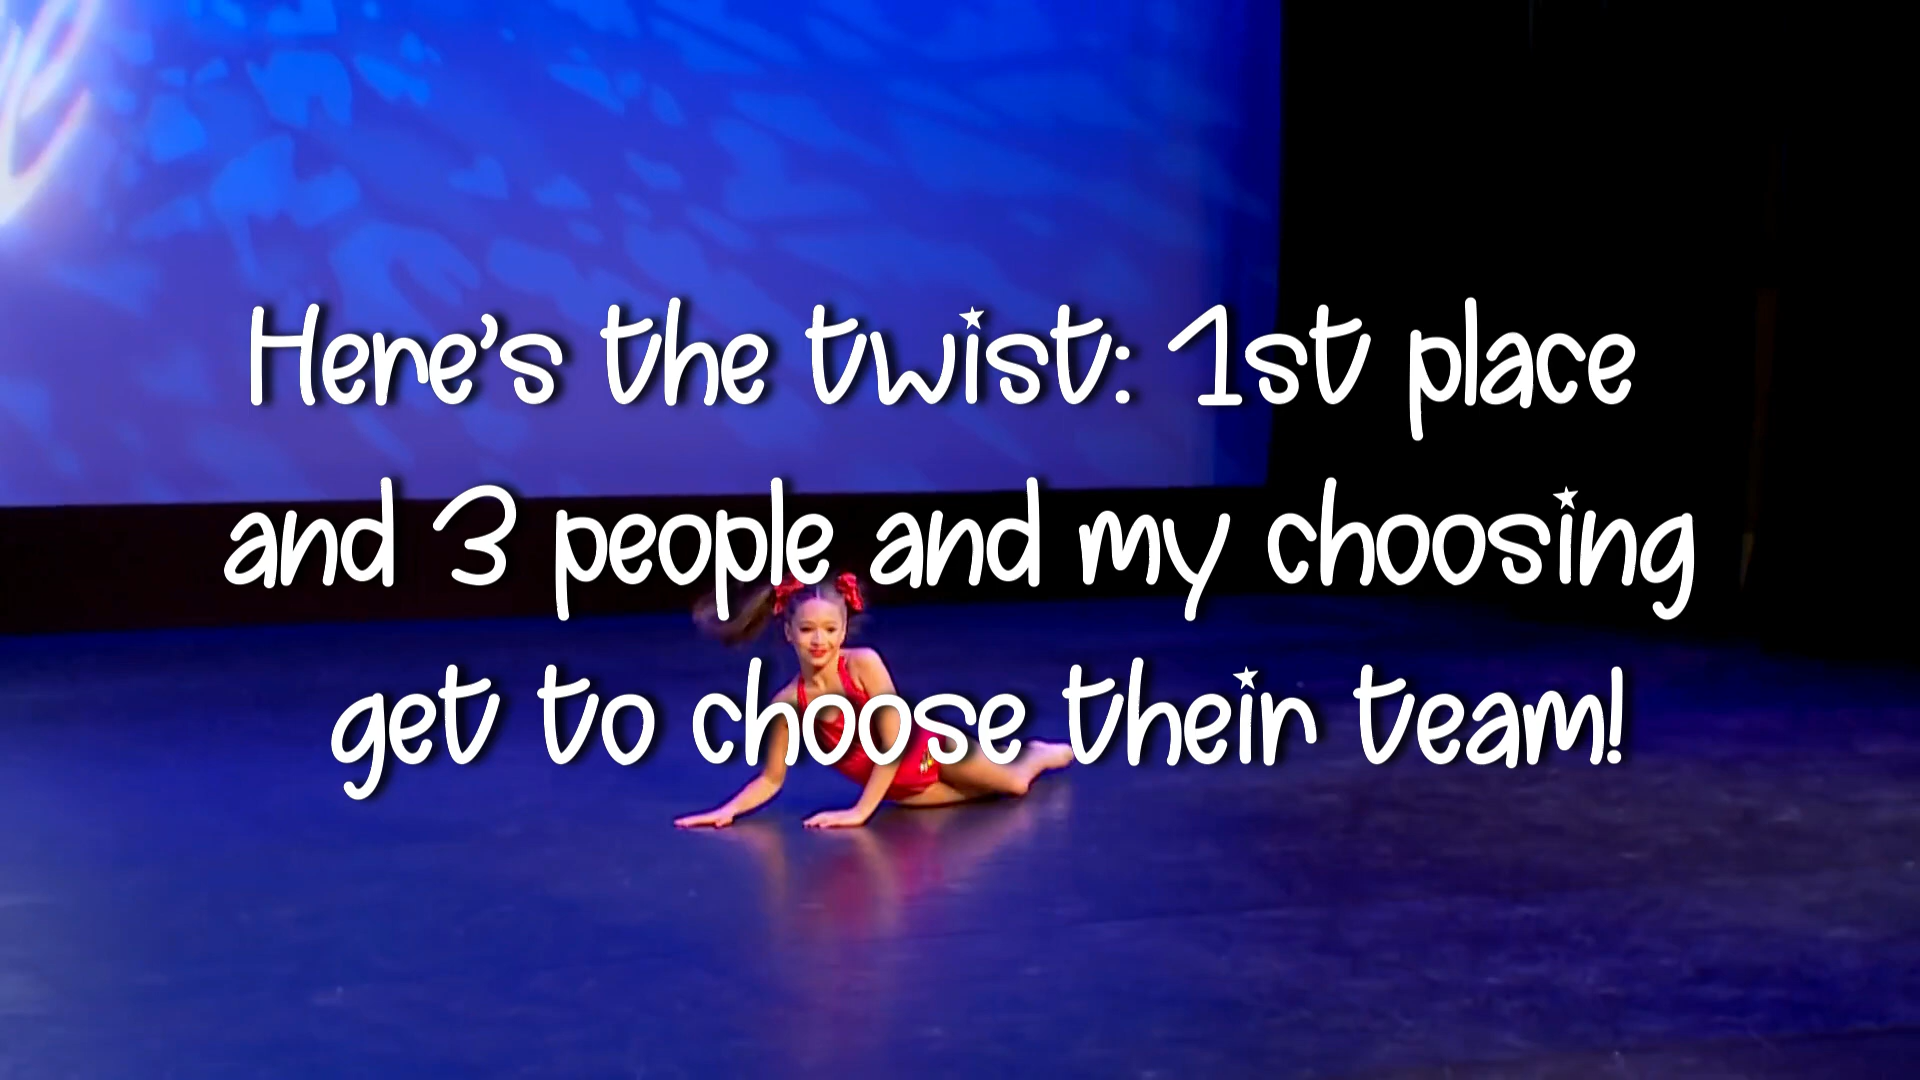 Here's the twist: 1st place
and 3 people and my choosing
get to choose their team!